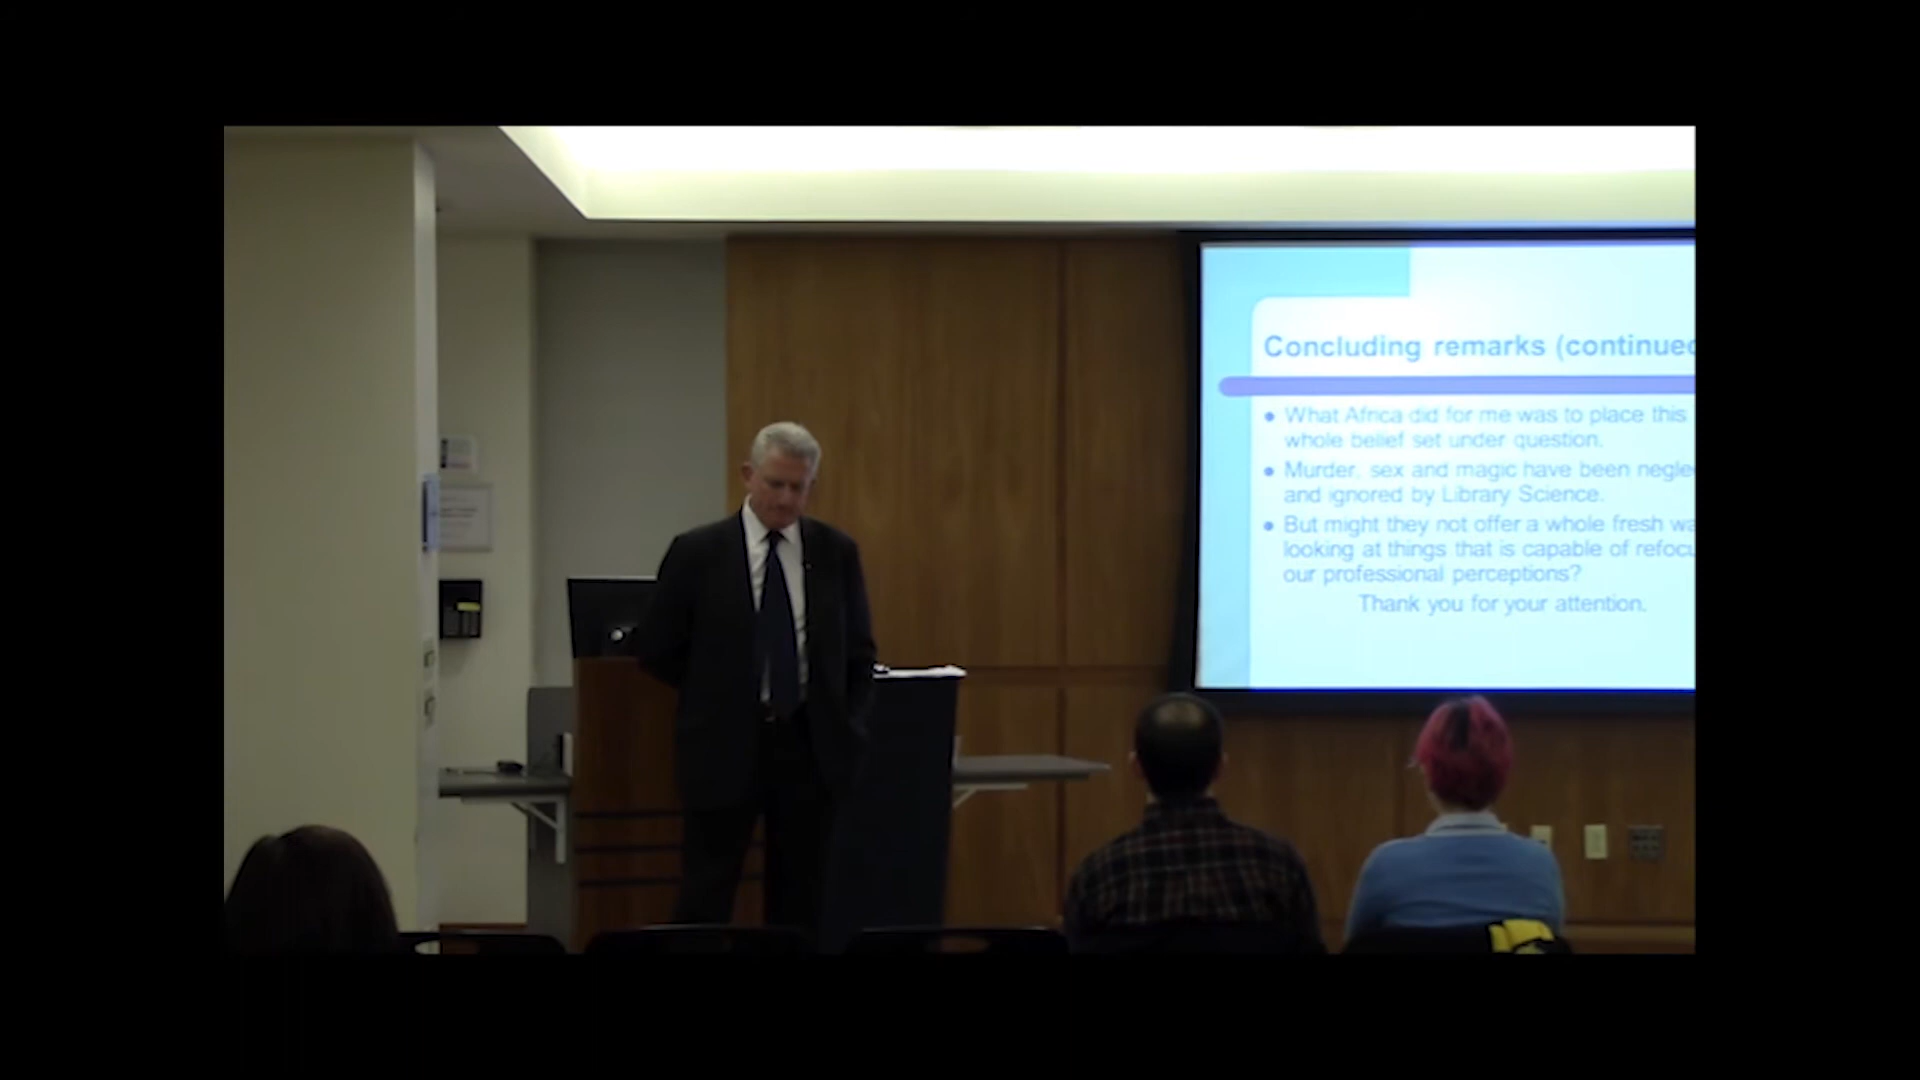 Concluding remarks (continued
• What Africa did for me was to place this
whole belief set under question.
• Murder, sex and magic have been negle
and ignored by Library Science.
• But might they not offer a whole fresh wa
looking at things that is capable of refocu
our professional perceptions?
Thank you for your attention.